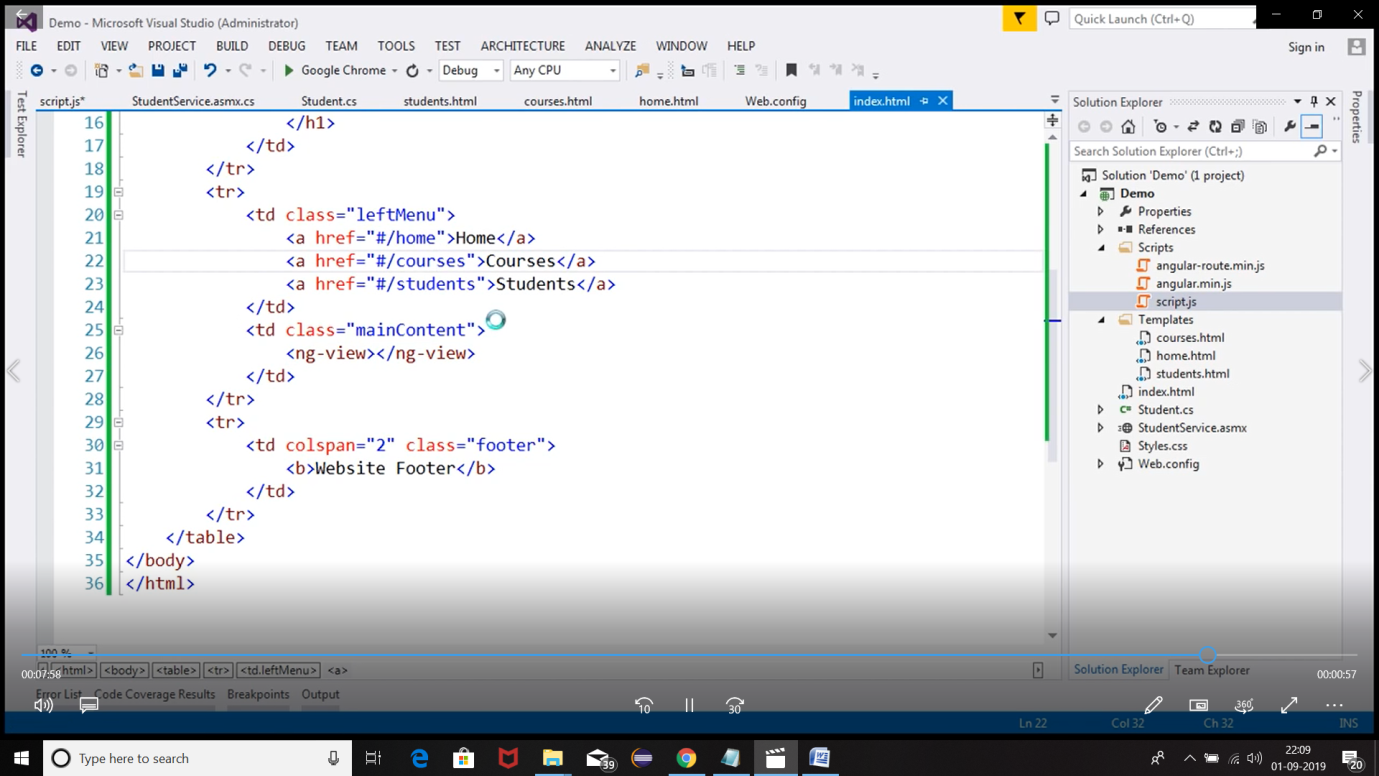 Demo - Microsoft Visual Studio (Administrator)
Quick Launch (Ctrl+Q)
FILE EDIT VIEW PROJECT BUILD DEBUG TEAM TOOLS TEST ARCHITECTURE ANALYZE WINDOW HELP
Sign in
Google Chrome Debug Any CPU
script.js* StudentService.asmx.cs Student.cs students.html courses.html home.html Web.config index.html
Test Explorer
16 </h1>
17 </td>
18 </tr>
19 <tr>
20 <td class="leftMenu">
21 <a href="#/home">Home</a>
22 <a href="#/courses">Courses</a>
23 <a href="#/students">Students</a>
24 </td>
25 <td class="mainContent">
26 <ng-view></ng-view>
27 </td>
28 </tr>
29 <tr>
30 <td colspan="2" class="footer">
31 <b>Website Footer</b>
32 </td>
33 </tr>
34 </table>
35 </body>
36 </html>
100 %
<html> <body> <table> <tr> <td.leftMenu> <a>
Error List Code Coverage Results Breakpoints Output
Solution Explorer
Search Solution Explorer (Ctrl+;)
Solution 'Demo' (1 project)
Demo
Properties
References
Scripts
angular-route.min.js
angular.min.js
script.js
Templates
courses.html
home.html
students.html
index.html
Student.cs
StudentService.asmx
Styles.css
Web.config
Solution Explorer Team Explorer
Properties
00:07:58
00:00:57
10 30 360
Ln 22 Col 32 Ch 32 INS
Type here to search
39
22:09
01-09-2019
20